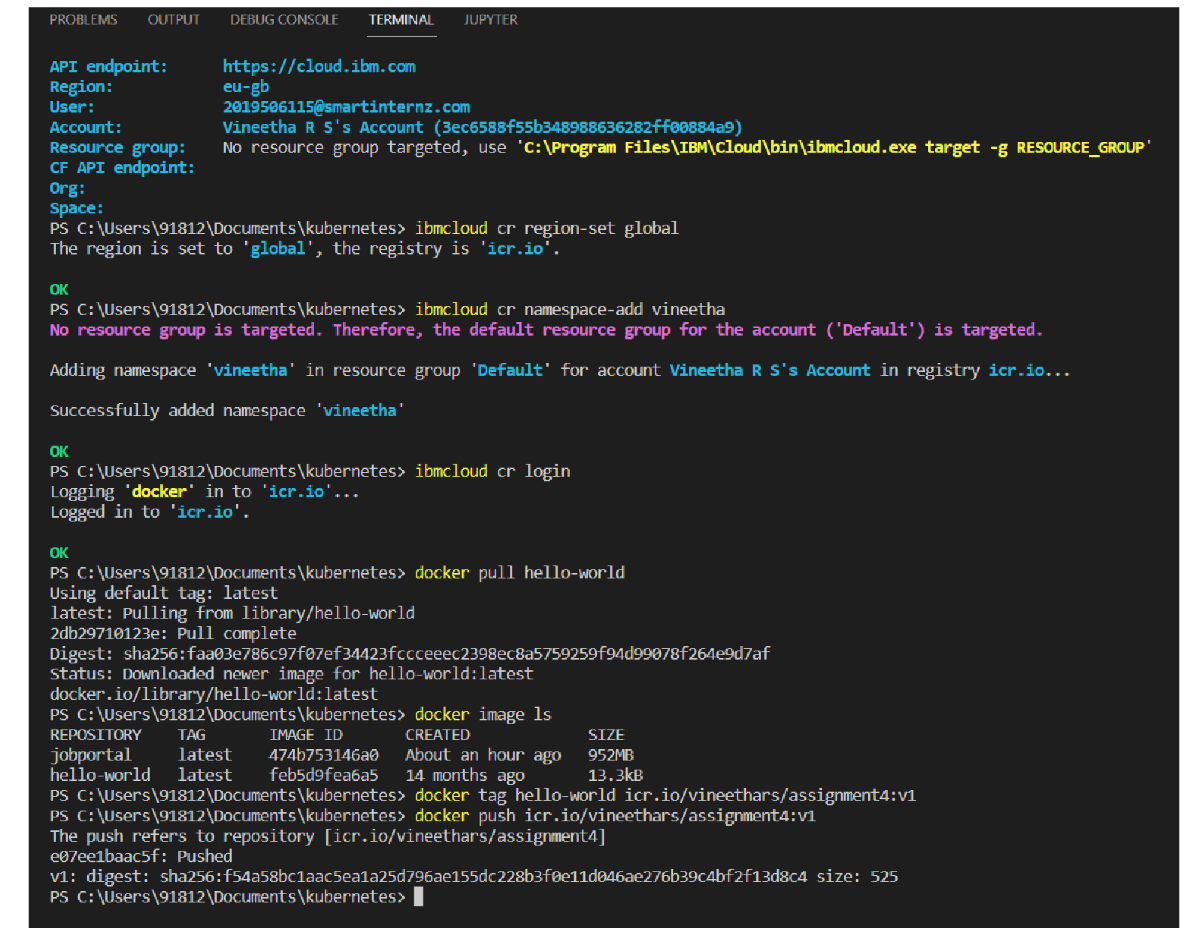 PROBLEMS OUTPUT DEBUG CONSOLE TERMINAL JUPYTER
API endpoint: https://cloud.ibm.com
Region: eu-gb
User: 2019506115@smartinternz.com
Account: Vineetha R S's Account (3ec6588f55b348988636282ff00884a9)
Resource group: No resource group targeted, use 'C:\Program Files\IBM\Cloud\bin\ibmcloud.exe target -g RESOURCE_GROUP'
CF API endpoint:
Org:
Space:
PS C:\Users\91812\Documents\kubernetes> ibmcloud cr region-set global
The region is set to 'global', the registry is 'icr.io'.
OK
PS C:\Users\91812\Documents\kubernetes> ibmcloud cr namespace-add vineetha
No resource group is targeted. Therefore, the default resource group for the account ('Default') is targeted.
Adding namespace 'vineetha' in resource group 'Default' for account Vineetha R S's Account in registry icr.io...
Successfully added namespace 'vineetha'
OK
PS C:\Users\91812\Documents\kubernetes> ibmcloud cr login
Logging 'docker' in to 'icr.io'...
Logged in to 'icr.io'.
OK
PS C:\Users\91812\Documents\kubernetes> docker pull hello-world
Using default tag: latest
latest: Pulling from library/hello-world
2db29710123e: Pull complete
Digest: sha256:faa03e786c97f07ef34423fccceeec2398ec8a5759259f94d99078f264e9d7af
Status: Downloaded newer image for hello-world:latest
docker.io/library/hello-world:latest
PS C:\Users\91812\Documents\kubernetes> docker image ls
REPOSITORY TAG IMAGE ID CREATED SIZE
jobportal latest 474b753146a0 About an hour ago 952MB
hello-world latest feb5d9fea6a5 14 months ago 13.3kB
PS C:\Users\91812\Documents\kubernetes> docker tag hello-world icr.io/vineethars/assignment4:v1
PS C:\Users\91812\Documents\kubernetes> docker push icr.io/vineethars/assignment4:v1
The push refers to repository [icr.io/vineethars/assignment4]
e07ee1baac5f: Pushed
v1: digest: sha256:f54a58bc1aac5ea1a25d796ae155dc228b3f0e11d046ae276b39c4bf2f13d8c4 size: 525
PS C:\Users\91812\Documents\kubernetes>